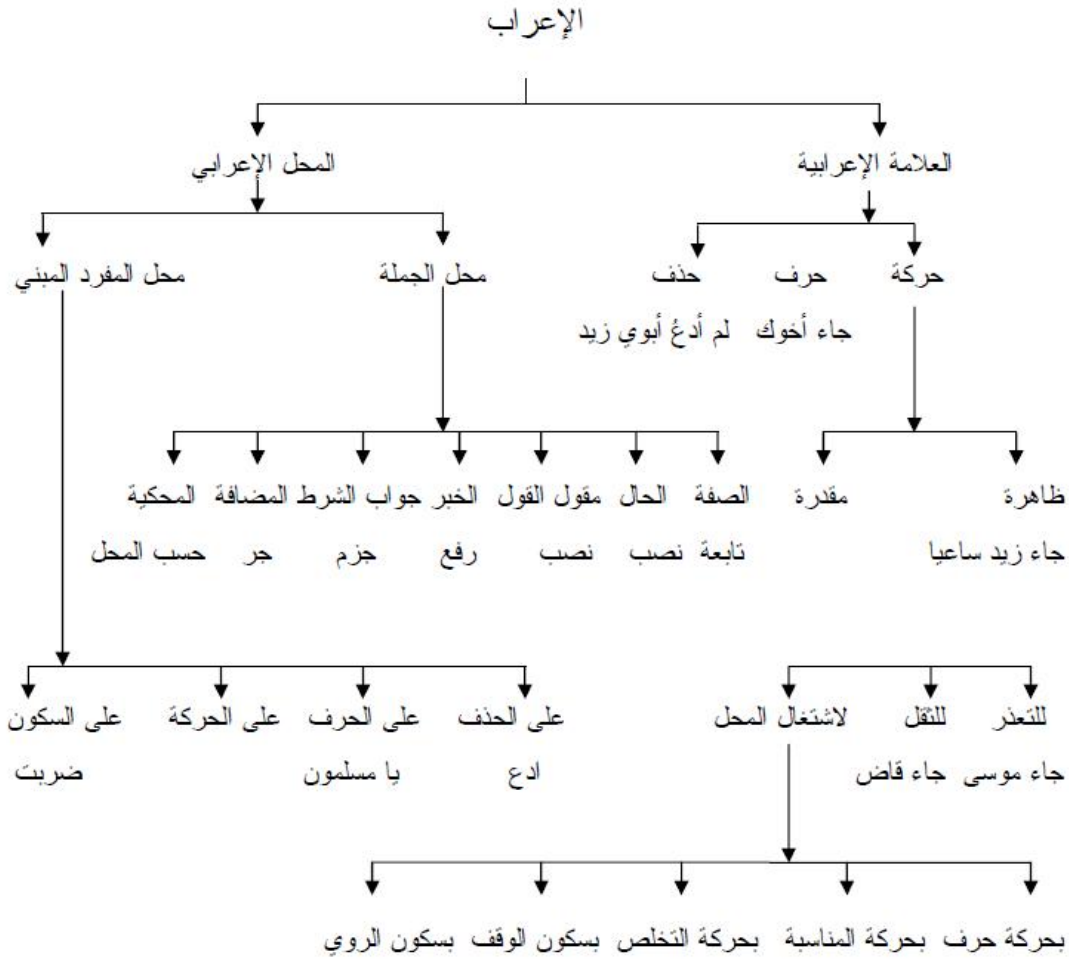 الإعراب
العلامة الإعرابية المحل الإعرابي
حركة حرف حذف محل الجملة محل المفرد المبني
جاء أخوك لم أدعُ أبوي زيد
ظاهرة مقدرة الصفة الحال مقول القول الخبر جواب الشرط المضافة المحكية
جاء زيد ساعيا تابعة نصب نصب رفع جزم جر حسب المحل
للتعذر للثقل لاشتغال المحل على الحذف على الحرف على الحركة على السكون
جاء موسى جاء قاض ادع يا مسلمون ضربت
بحركة حرف بحركة المناسبة بحركة التخلص بسكون الوقف بسكون الروي